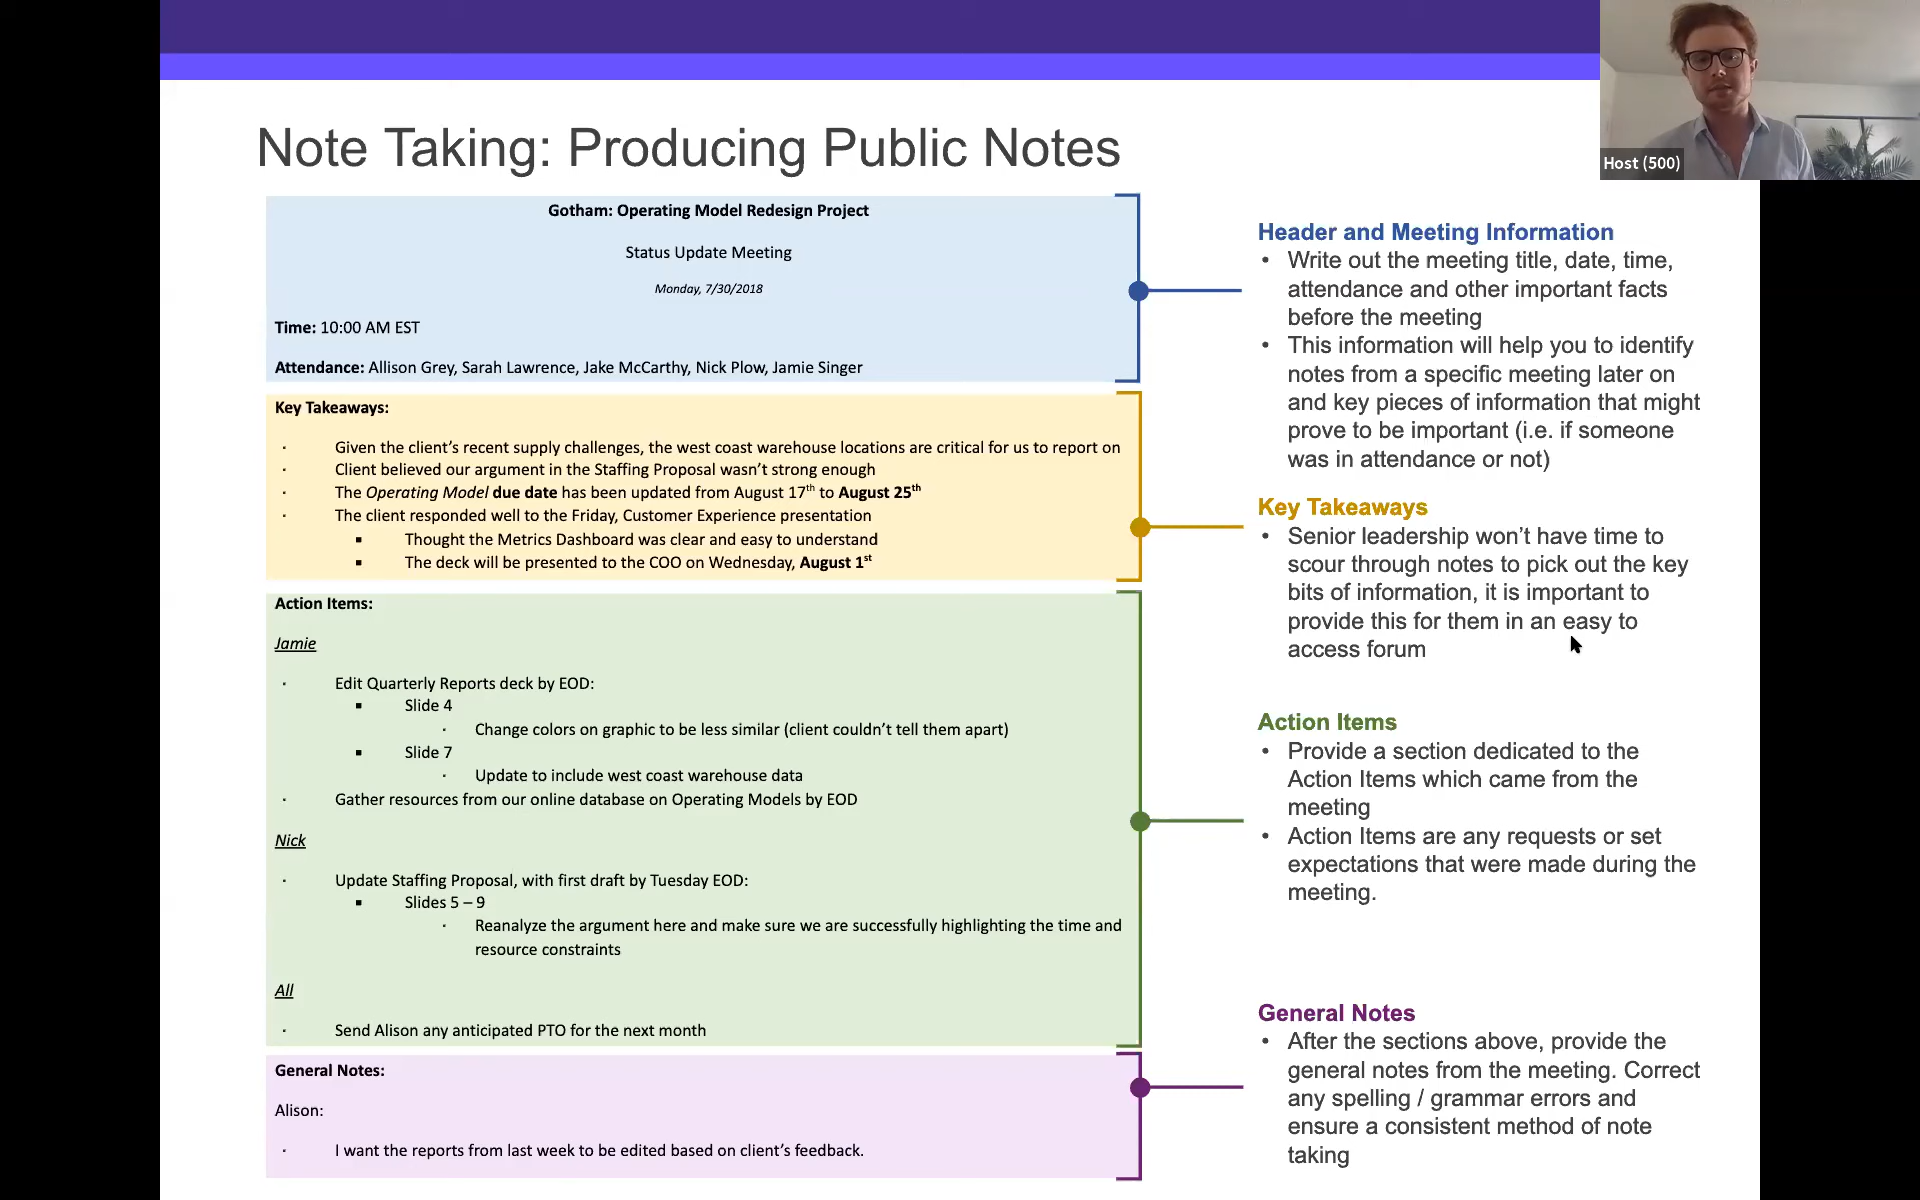 Note Taking: Producing Public Notes
Host (500)
Gotham: Operating Model Redesign Project
Status Update Meeting
Monday, 7/30/2018
Time: 10:00 AM EST
Attendance: Allison Grey, Sarah Lawrence, Jake McCarthy, Nick Plow, Jamie Singer
Key Takeaways:
· Given the client’s recent supply challenges, the west coast warehouse locations are critical for us to report on
· Client believed our argument in the Staffing Proposal wasn’t strong enough
· The Operating Model due date has been updated from August 17th to August 25th
· The client responded well to the Friday, Customer Experience presentation
▪ Thought the Metrics Dashboard was clear and easy to understand
▪ The deck will be presented to the COO on Wednesday, August 1st
Action Items:
Jamie
· Edit Quarterly Reports deck by EOD:
▪ Slide 4
· Change colors on graphic to be less similar (client couldn’t tell them apart)
▪ Slide 7
· Update to include west coast warehouse data
· Gather resources from our online database on Operating Models by EOD
Nick
· Update Staffing Proposal, with first draft by Tuesday EOD:
▪ Slides 5 – 9
· Reanalyze the argument here and make sure we are successfully highlighting the time and
resource constraints
All
· Send Alison any anticipated PTO for the next month
General Notes:
Alison:
· I want the reports from last week to be edited based on client’s feedback.
Header and Meeting Information
• Write out the meeting title, date, time,
attendance and other important facts
before the meeting
• This information will help you to identify
notes from a specific meeting later on
and key pieces of information that might
prove to be important (i.e. if someone
was in attendance or not)
Key Takeaways
• Senior leadership won’t have time to
scour through notes to pick out the key
bits of information, it is important to
provide this for them in an easy to
access forum
Action Items
• Provide a section dedicated to the
Action Items which came from the
meeting
• Action Items are any requests or set
expectations that were made during the
meeting.
General Notes
• After the sections above, provide the
general notes from the meeting. Correct
any spelling / grammar errors and
ensure a consistent method of note
taking